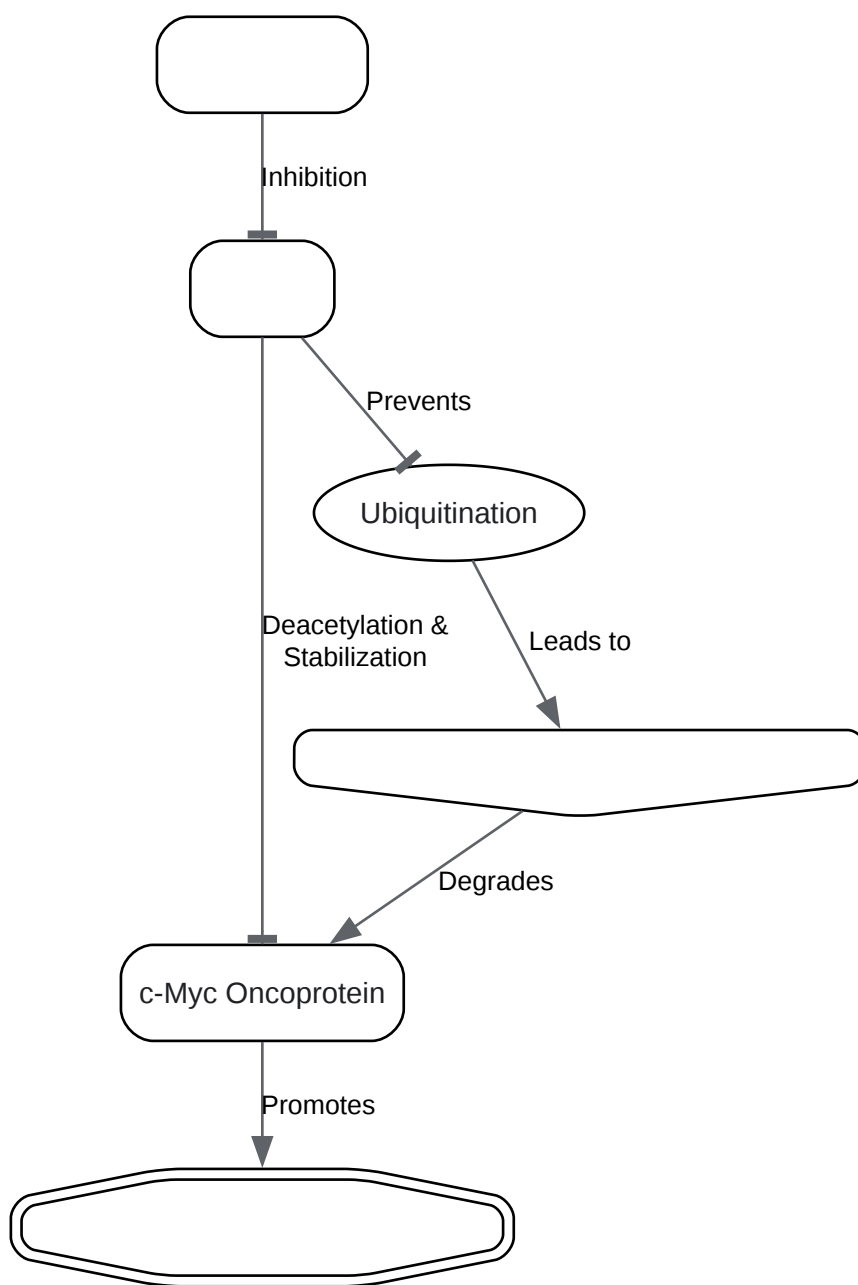 Inhibition
Prevents
Ubiquitination
Deacetylation &
Stabilization
Leads to
Degrades
c-Myc Oncoprotein
Promotes